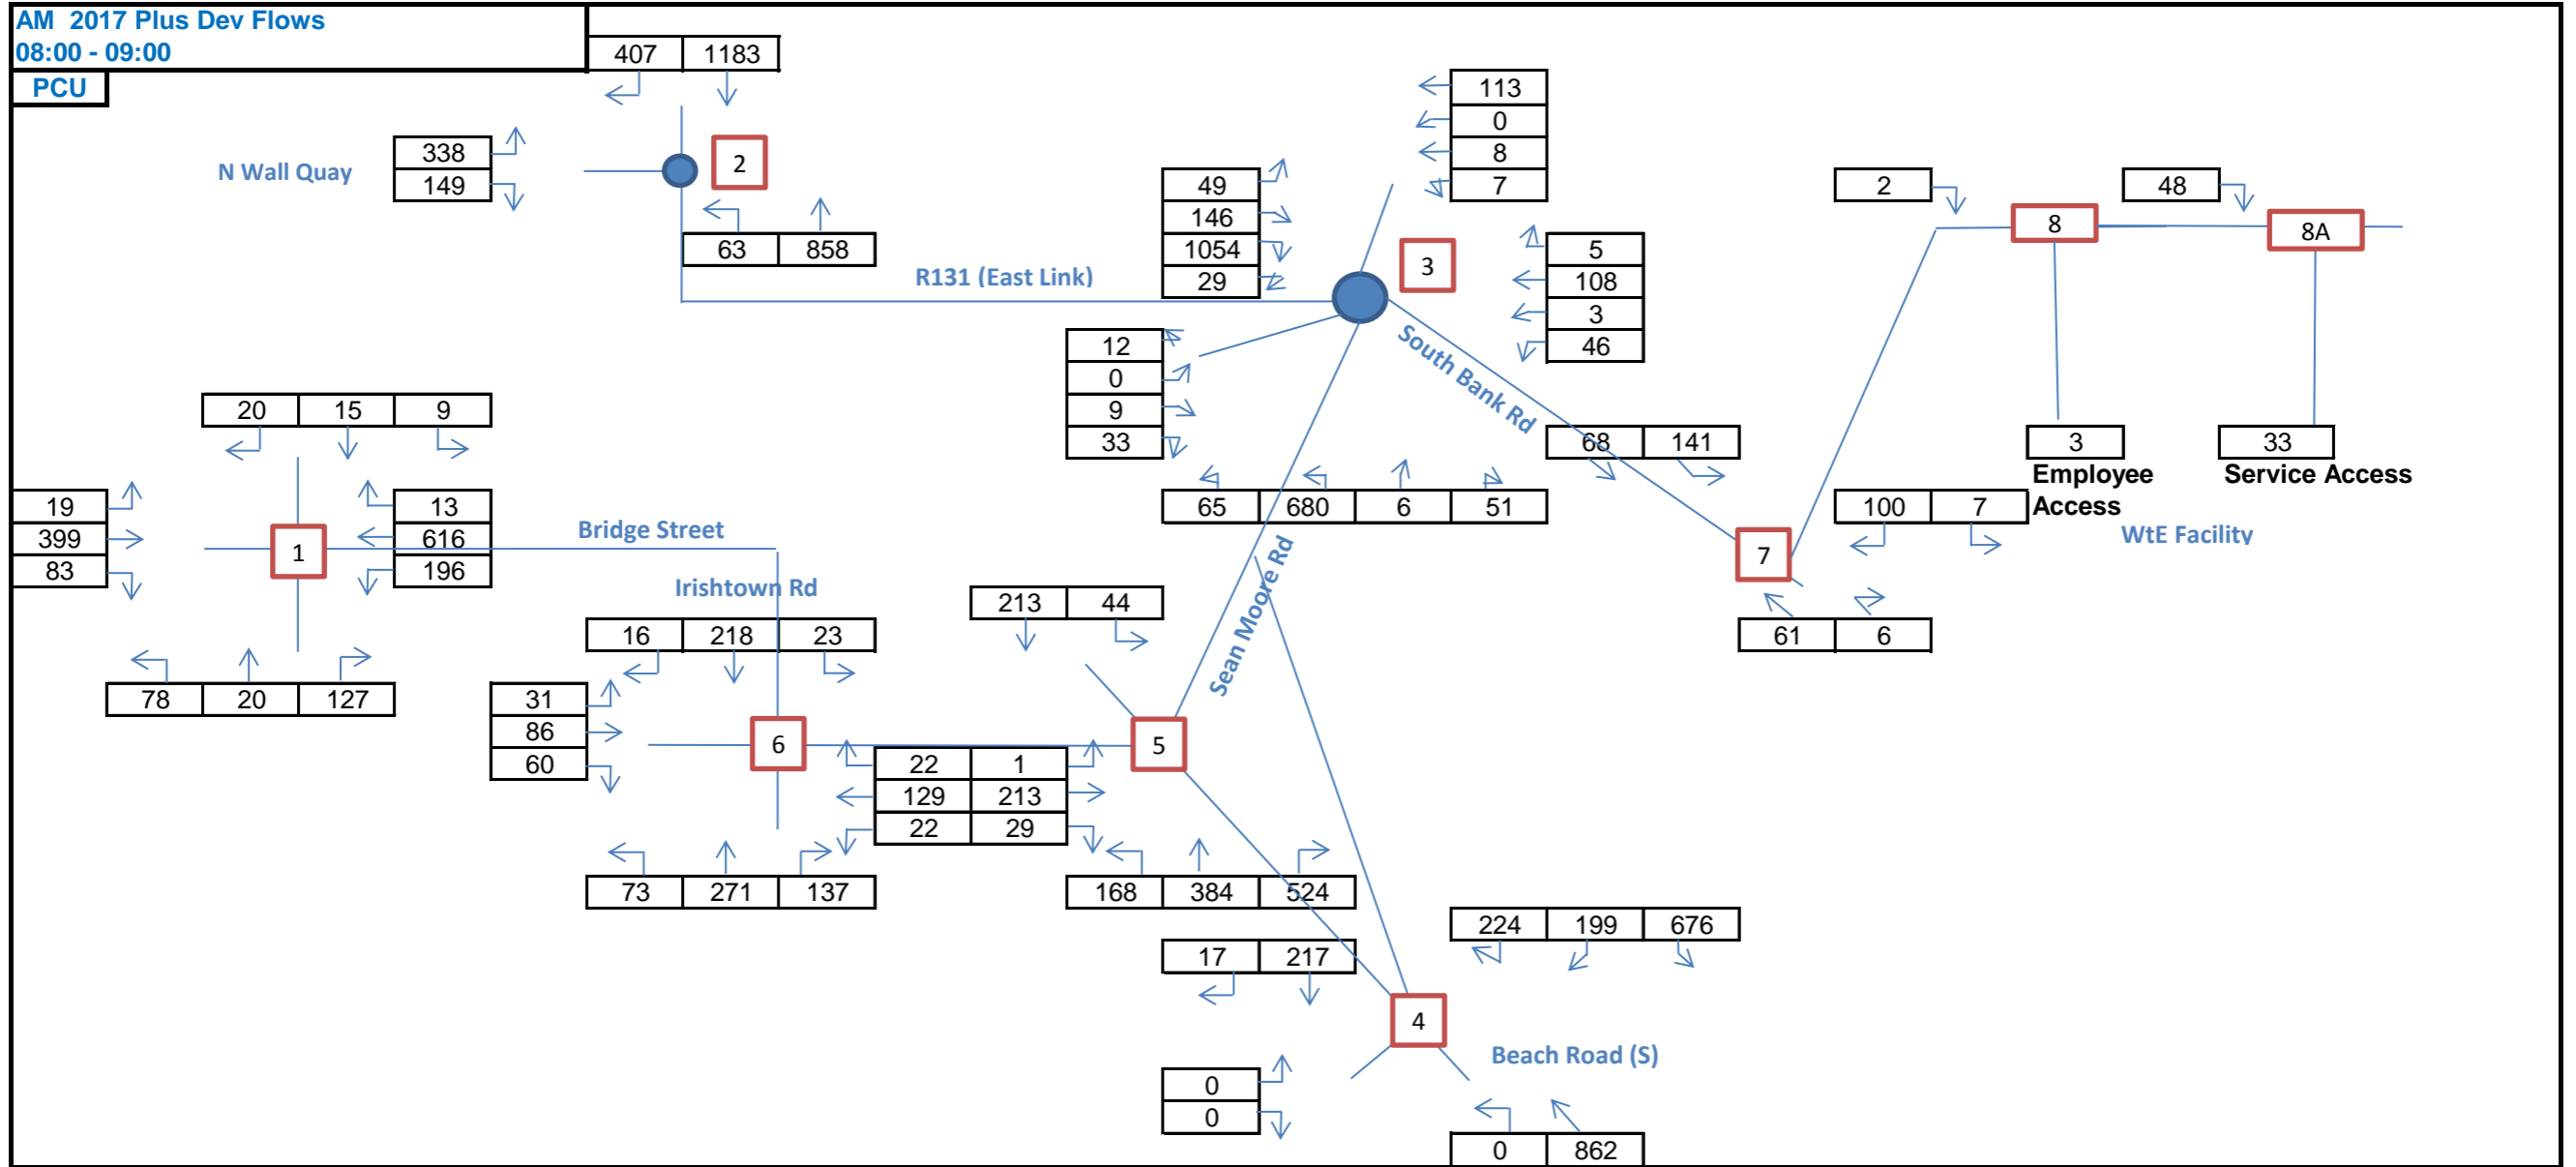 AM  2017 Plus Dev Flows
08:00 - 09:00
PCU
407 1183
N Wall Quay
338
149
2
63 858
R131 (East Link)
49
146
1054
29
113
0
8
7
3
5
108
3
46
12
0
9
33
65 680 6 51
South Bank Rd
68 141
2
8
48
8A
3
Employee
Access
33
Service Access
WtE Facility
100 7
7
61 6
20 15 9
19
399
83
1
13
616
196
Bridge Street
78 20 127
Irishtown Rd
16 218 23
31
86
60
6
22 1
129 213
22 29
73 271 137
213 44
Sean Moore Rd
5
168 384 524
17 217
224 199 676
4
Beach Road (S)
0
0
0 862